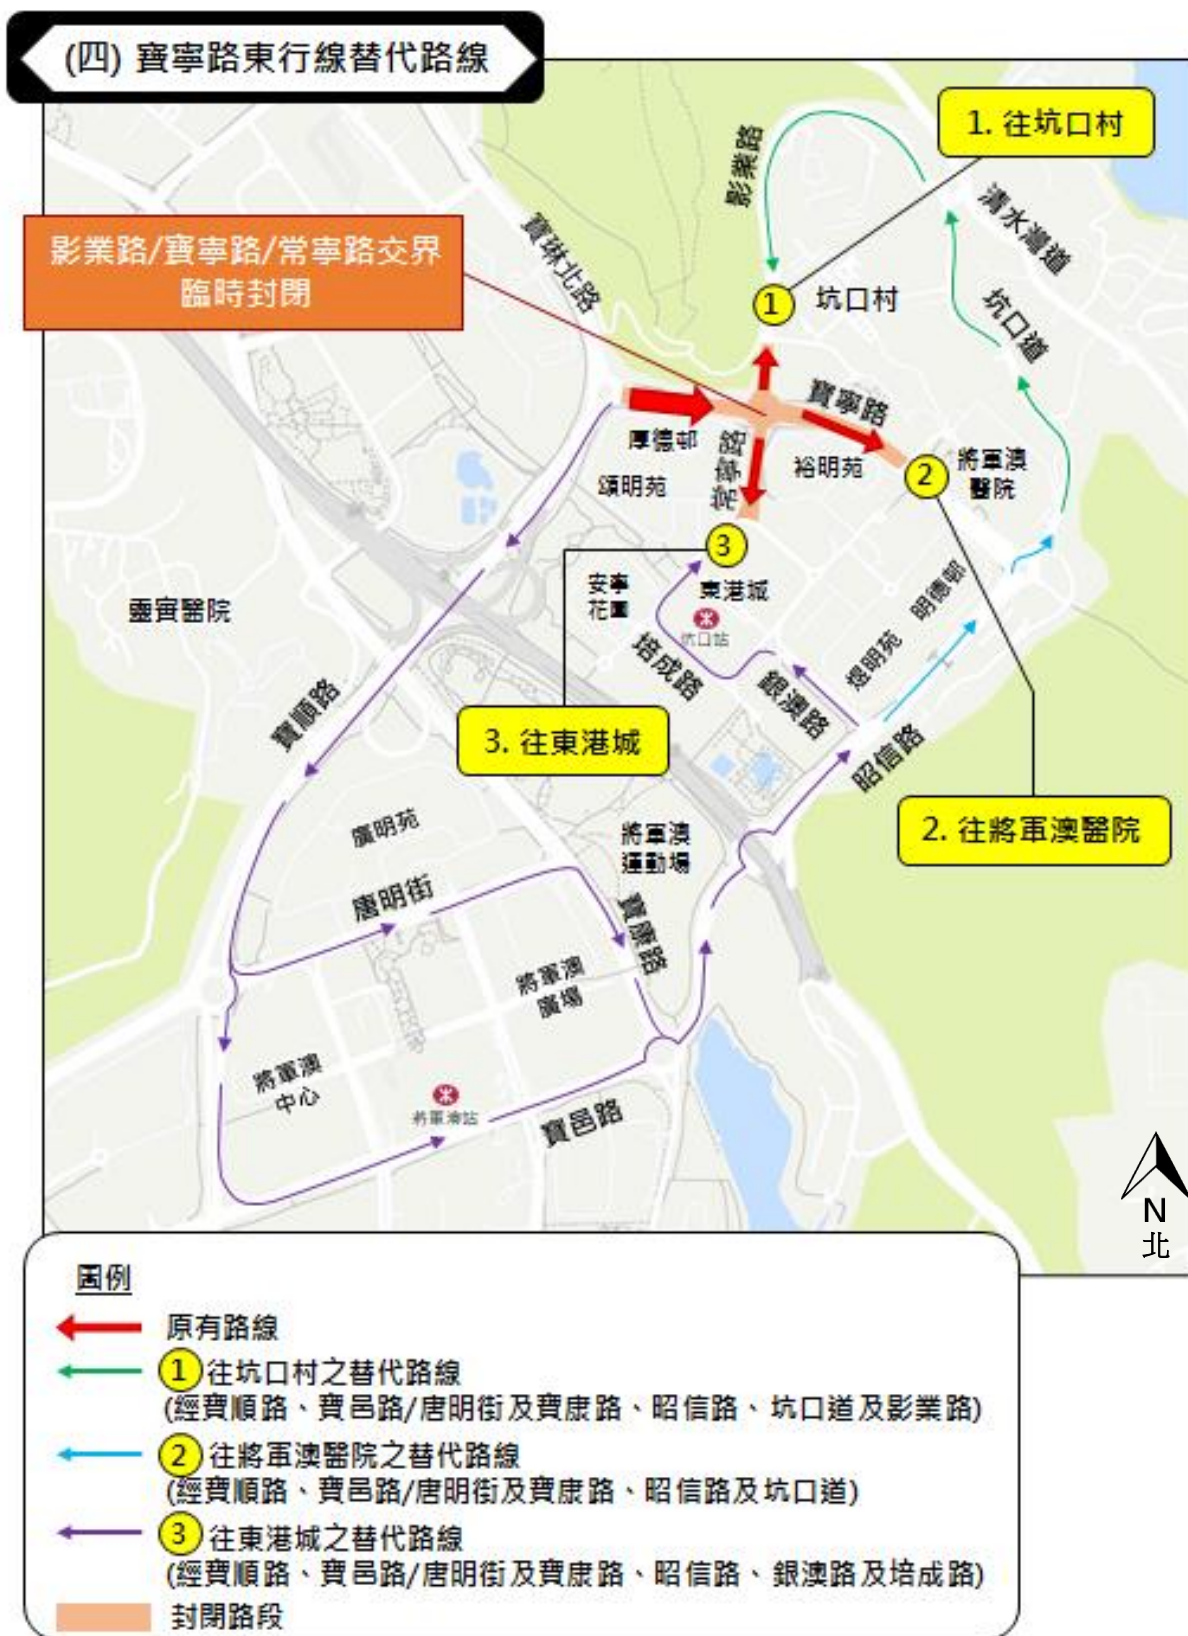 (四) 寶寧路東行線替代路線
1. 往坑口村
影業路
清水灣道
寶琳北路
影業路/寶寧路/常寧路交界
臨時封閉
1
坑口村
坑口道
寶寧路
厚德邨
常寧路
裕明苑
2
將軍澳
醫院
頌明苑
3
安寧
花園
東港城
坑口站
明德邨
靈實醫院
培成路
煜明苑
銀澳路
寶順路
3. 往東港城
昭信路
2. 往將軍澳醫院
廣明苑
將軍澳
運動場
唐明街
寶康路
將軍澳
廣場
將軍澳
中心
將軍澳站
寶邑路
N
北
圖例
原有路線
1 往坑口村之替代路線
(經寶順路、寶邑路/唐明街及寶康路、昭信路、坑口道及影業路)
2 往將軍澳醫院之替代路線
(經寶順路、寶邑路/唐明街及寶康路、昭信路及坑口道)
3 往東港城之替代路線
(經寶順路、寶邑路/唐明街及寶康路、昭信路、銀澳路及培成路)
封閉路段